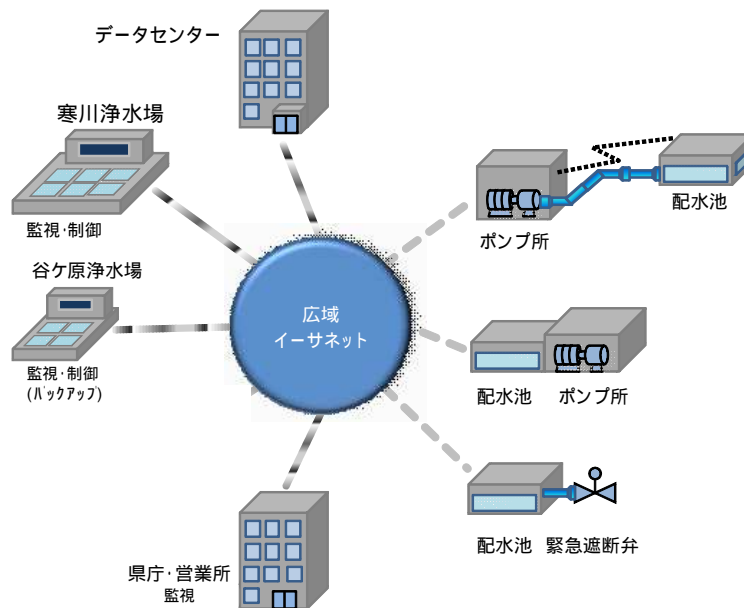 データセンター
寒川浄水場
監視･制御
谷ケ原浄水場
監視･制御
(ﾊﾞｯｸｱｯﾌﾟ)
県庁･営業所
監視
広域
イーサネット
ポンプ所
配水池
配水池 ポンプ所
配水池 緊急遮断弁